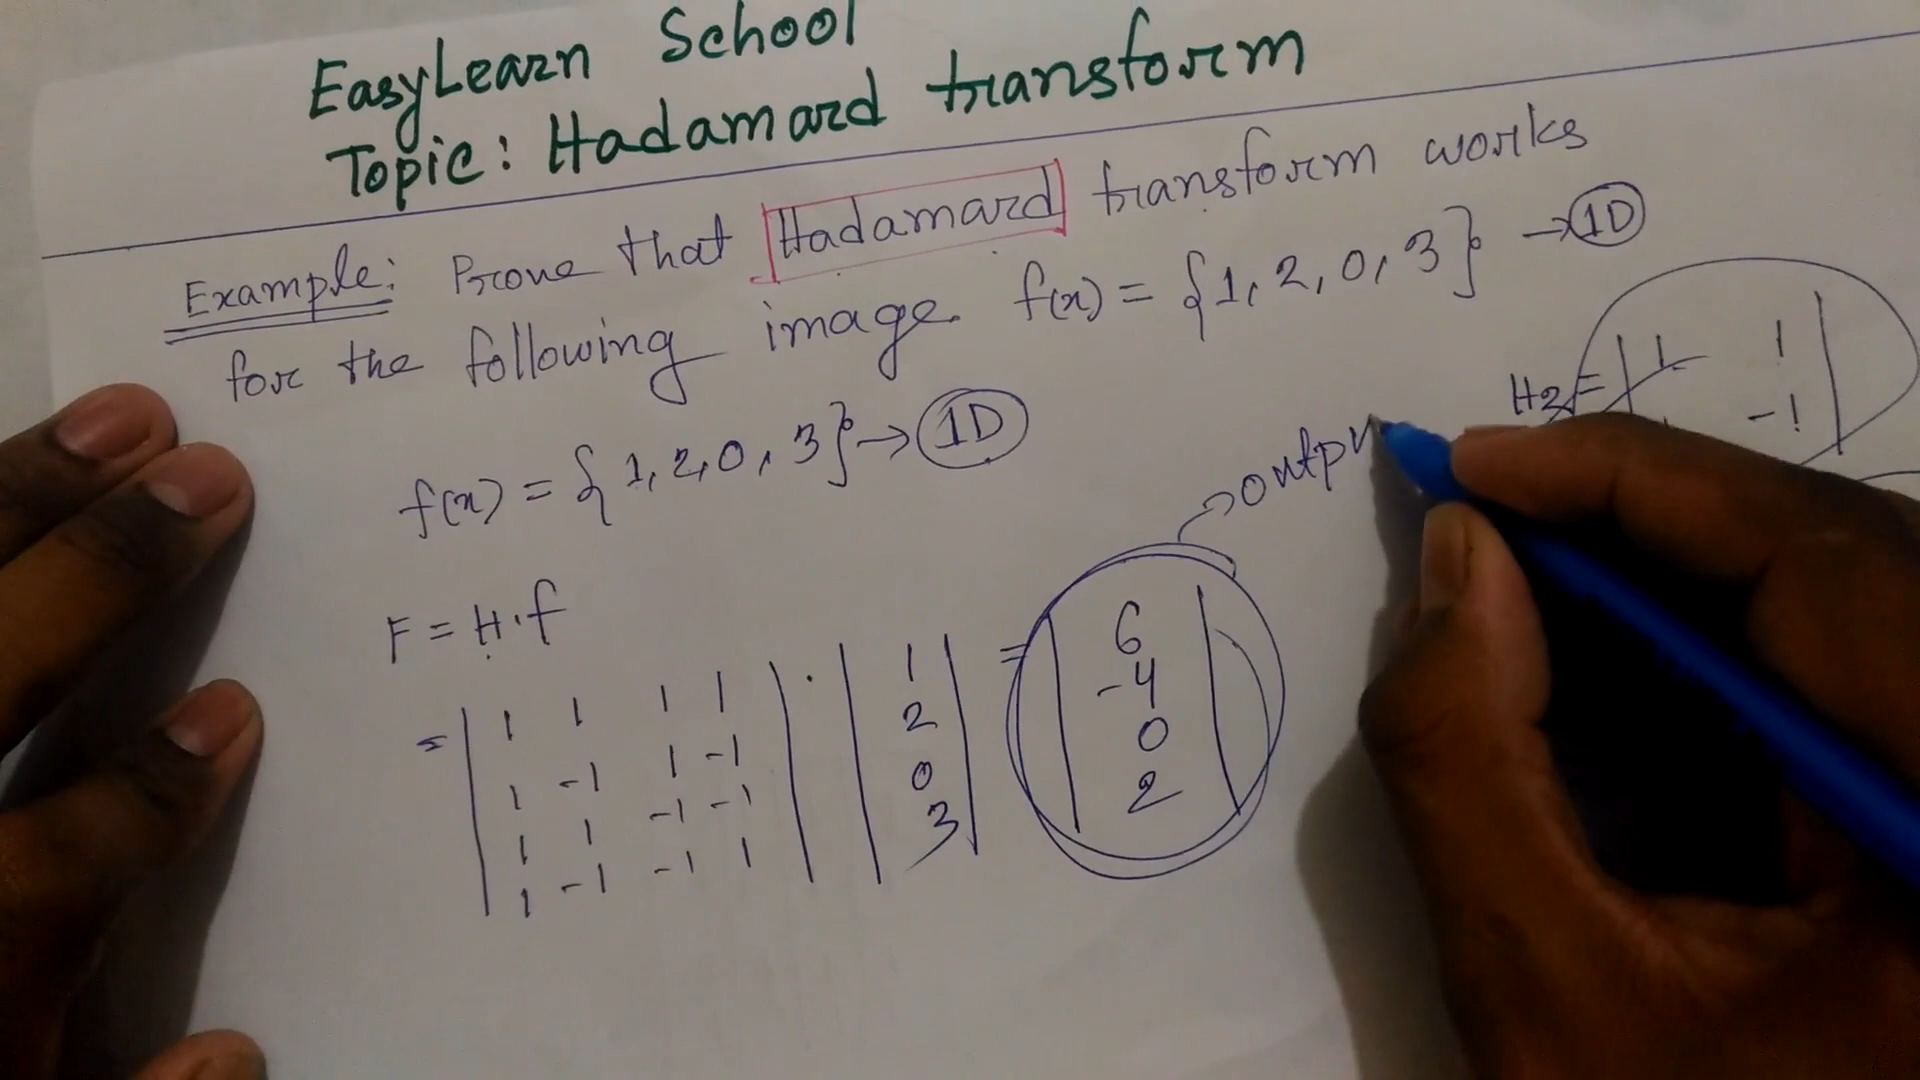 EasyLearn School
Topic: Hadamard transform
Example: Prove that Hadamard transform works
for the following image. f(x) = {1, 2, 0, 3} → 1D
H2 = | 1 1 |
-1 |
f(x) = { 1, 2, 0, 3} → 1D
→ outpu
F = H.f
= | 1 1 1 1 | . | 1 | = | 6 |
| 1 -1 1 -1 | | 2 | | -4 |
| 1 1 -1 -1 | | 0 | | 0 |
| 1 -1 -1 1 | | 3 | | 2 |